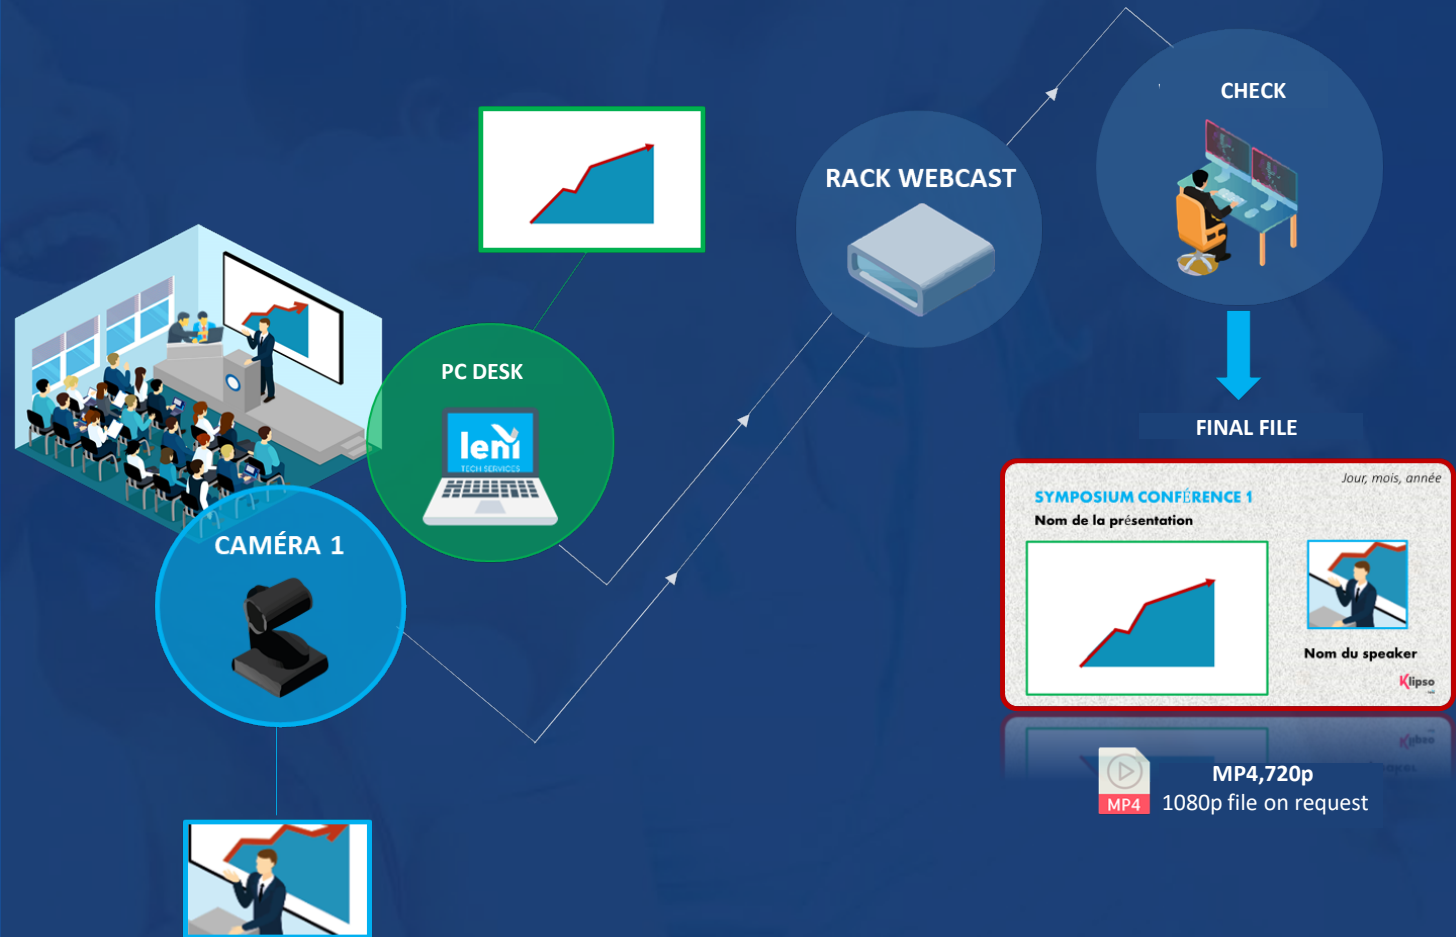 CHECK
RACK WEBCAST
PC DESK
leni
TECH SERVICES
CAMÉRA 1
FINAL FILE
Jour, mois, année
SYMPOSIUM CONFÉRENCE 1
Nom de la présentation
Nom du speaker
Klipso
MP4
MP4,720p
1080p file on request